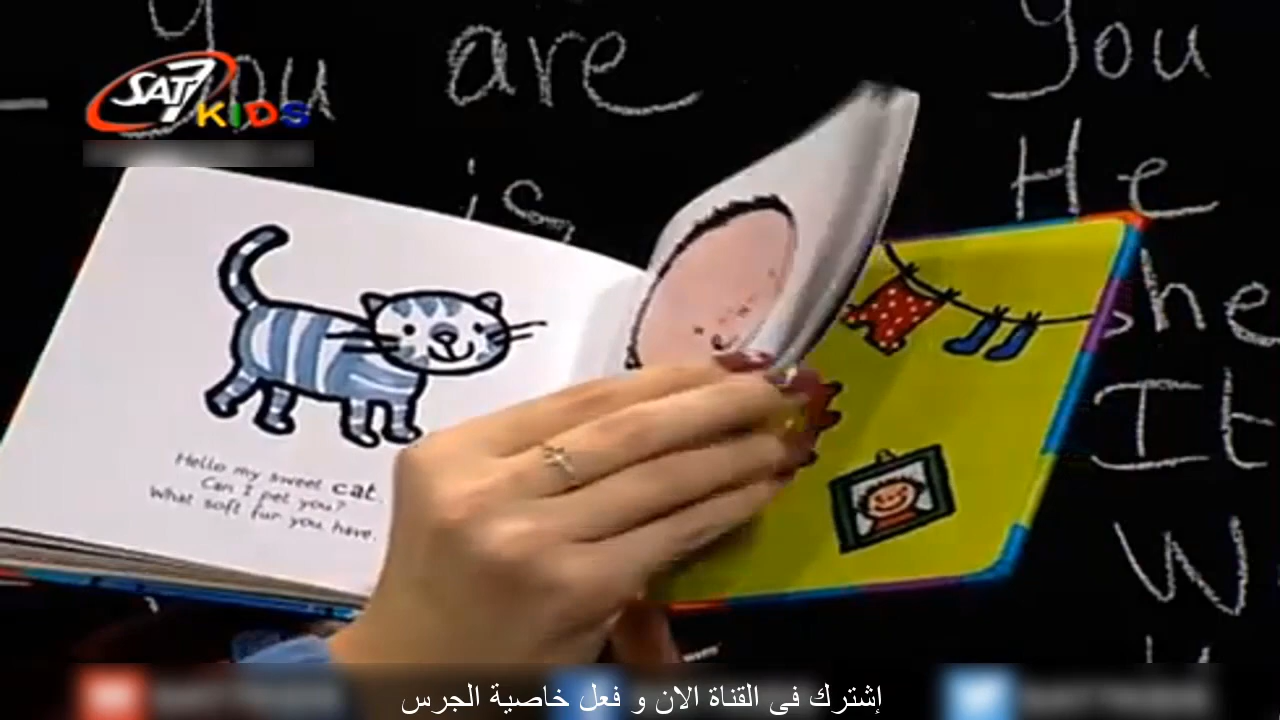 You are You
SAT7
KIDS
is He
he
It
W
Hello my sweet cat.
Can I pet you?
What soft fur you have.
إشترك فى القناة الان و فعل خاصية الجرس